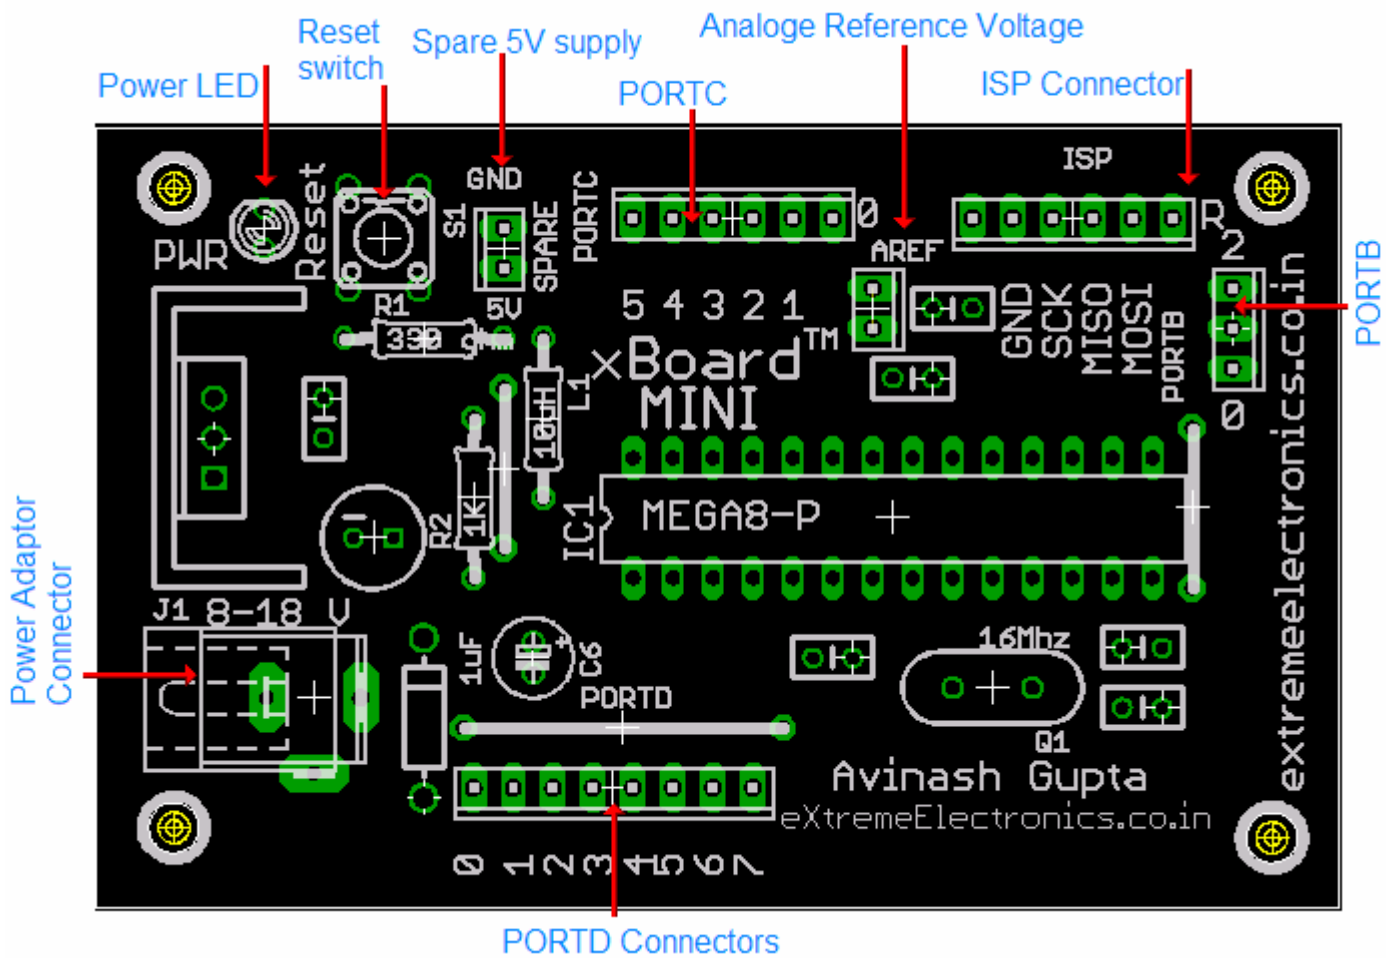 Analoge Reference Voltage
Reset
switch
Spare 5V supply
Power LED
PORTC
ISP Connector
ISP
GND
Reset
S1
SPARE
PORTC
0
R
2
PWR
AREF
R1
5V
5 4 3 2 1
GND
SCK
MISO
MOSI
PORTB
PORTB
extremeelectronics.co.in
330
TM
xBoard
MINI
L1
10uH
0
R2
1K
IC1
MEGA8-P
Power Adaptor
Connector
J1 8-18 V
1uF
C6
16Mhz
PORTD
Q1
Avinash Gupta
eXtremeElectronics.co.in
0 1 2 3 4 5 6 7
PORTD Connectors